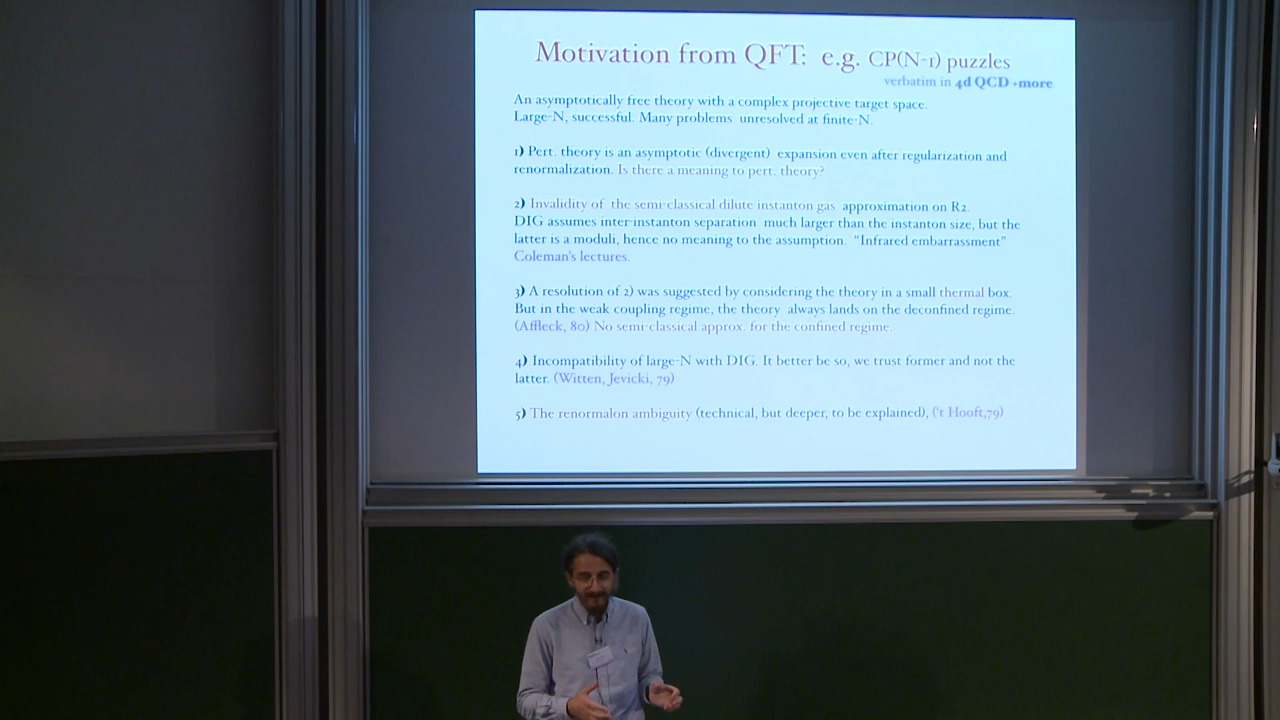 Motivation from QFT: e.g. CP(N-1) puzzles
verbatim in 4d QCD +more
An asymptotically free theory with a complex projective target space.
Large-N, successful. Many problems unresolved at finite-N.
1) Pert. theory is an asymptotic (divergent) expansion even after regularization and
renormalization. Is there a meaning to pert. theory?
2) Invalidity of the semi-classical dilute instanton gas approximation on R2.
DIG assumes inter-instanton separation much larger than the instanton size, but the
latter is a moduli, hence no meaning to the assumption. "Infrared embarrassment"
Coleman's lectures.
3) A resolution of 2) was suggested by considering the theory in a small thermal box.
But in the weak coupling regime, the theory always lands on the deconfined regime.
(Affleck, 80) No semi-classical approx. for the confined regime.
4) Incompatibility of large-N with DIG. It better be so, we trust former and not the
latter. (Witten, Jevicki, 79)
5) The renormalon ambiguity (technical, but deeper, to be explained), ('t Hooft,79)